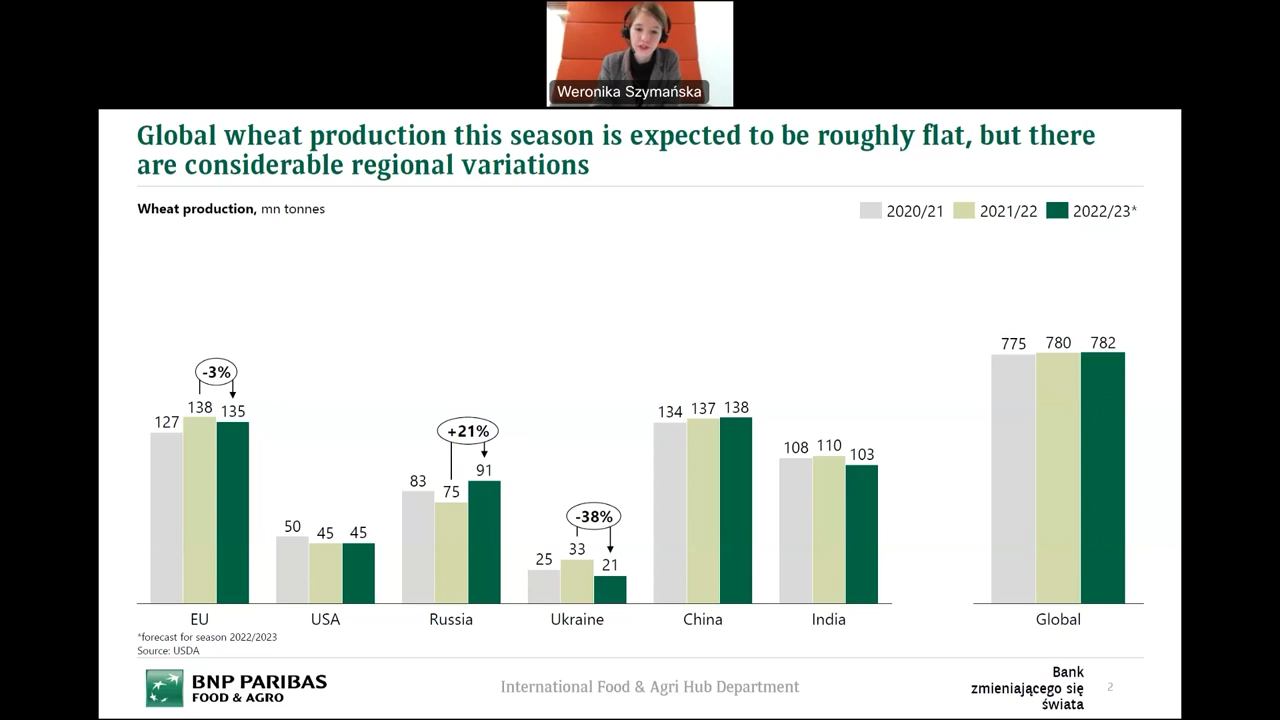 Weronika Szymańska
Global wheat production this season is expected to be roughly flat, but there
are considerable regional variations
Wheat production, mn tonnes
2020/21 2021/22 2022/23*
-3%
127 138 135
EU
50 45 45
USA
+21%
83 75 91
Russia
-38%
25 33 21
Ukraine
134 137 138
China
108 110 103
India
775 780 782
Global
*forecast for season 2022/2023
Source: USDA
BNP PARIBAS
FOOD & AGRO
International Food & Agri Hub Department
Bank
zmieniającego się
świata
2